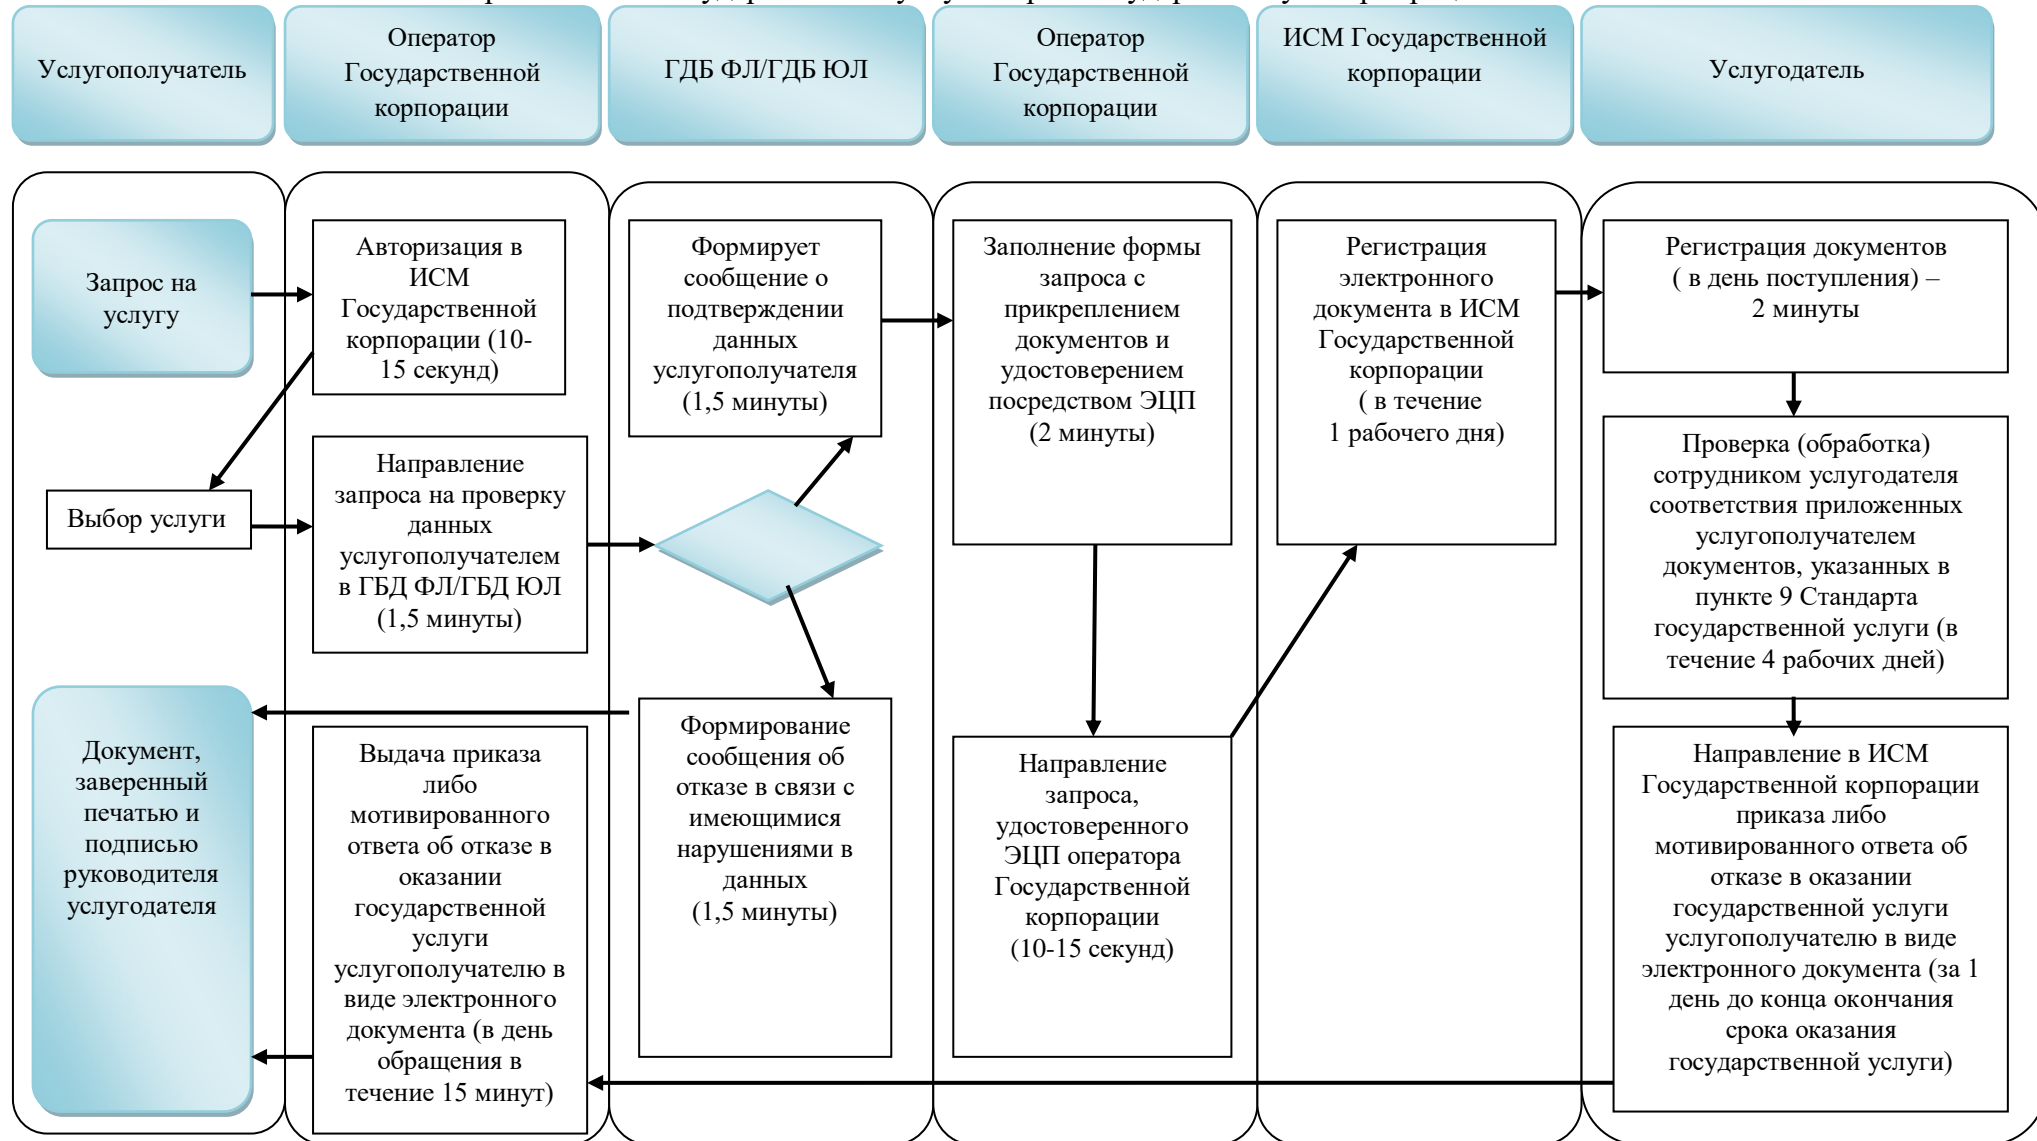 Услугополучатель
Оператор
Государственной
корпорации
ГДБ ФЛ/ГДБ ЮЛ
Оператор
Государственной
корпорации
ИСМ Государственной
корпорации
Услугодатель
Запрос на
услугу
Авторизация в
ИСМ
Государственной
корпорации (10-
15 секунд)
Формирует
сообщение о
подтверждении
данных
услугополучателя
(1,5 минуты)
Заполнение формы
запроса с
прикреплением
документов и
удостоверением
посредством ЭЦП
(2 минуты)
Регистрация
электронного
документа в ИСМ
Государственной
корпорации
( в течение
1 рабочего дня)
Регистрация документов
( в день поступления) –
2 минуты
Выбор услуги
Направление
запроса на проверку
данных
услугополучателем
в ГБД ФЛ/ГБД ЮЛ
(1,5 минуты)
Проверка (обработка)
сотрудником услугодателя
соответствия приложенных
услугополучателем
документов, указанных в
пункте 9 Стандарта
государственной услуги (в
течение 4 рабочих дней)
Документ,
заверенный
печатью и
подписью
руководителя
услугодателя
Выдача приказа
либо
мотивированного
ответа об отказе в
оказании
государственной
услуги
услугополучателю в
виде электронного
документа (в день
обращения в
течение 15 минут)
Формирование
сообщения об
отказе в связи с
имеющимися
нарушениями в
данных
(1,5 минуты)
Направление
запроса,
удостоверенного
ЭЦП оператора
Государственной
корпорации
(10-15 секунд)
Направление в ИСМ
Государственной корпорации
приказа либо
мотивированного ответа об
отказе в оказании
государственной услуги
услугополучателю в виде
электронного документа (за 1
день до конца окончания
срока оказания
государственной услуги)